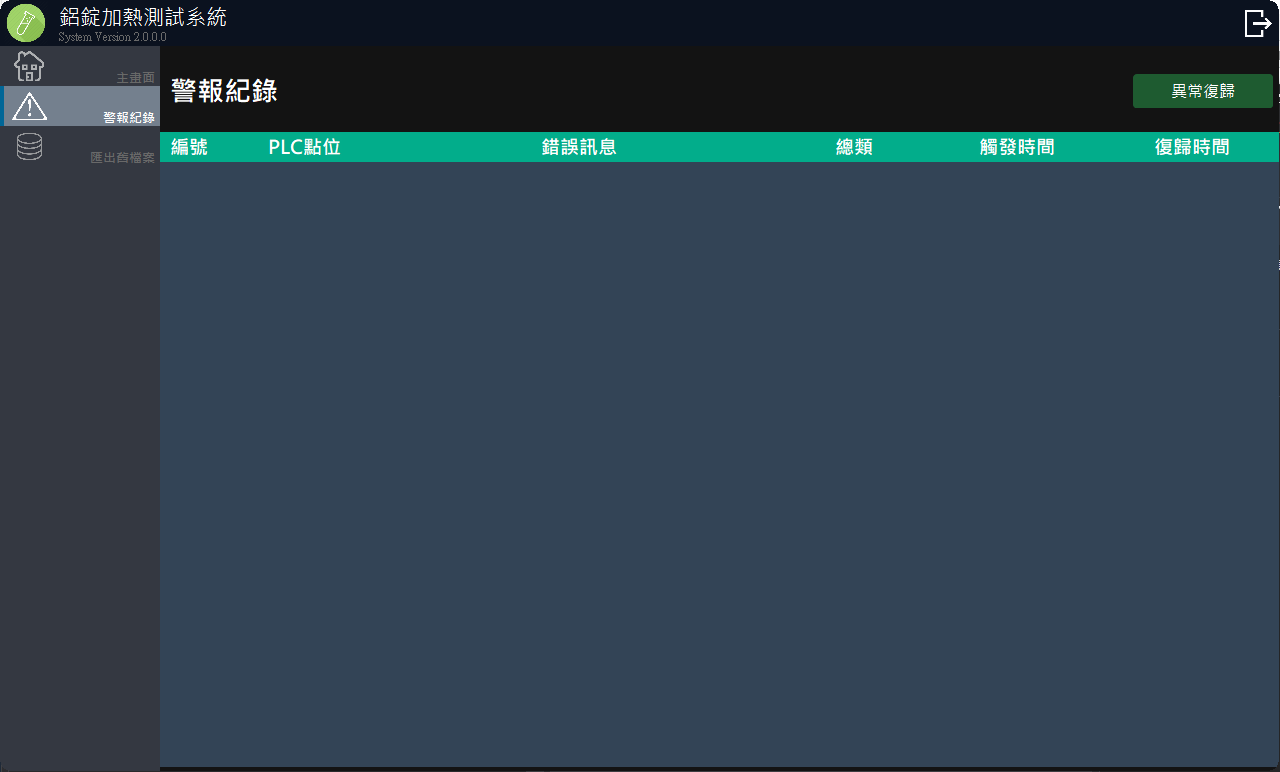 鋁錠加熱測試系統
System Version 2.0.0.0
主畫面
警報紀錄
匯出舊檔案
警報紀錄
異常復歸
編號 PLC點位 錯誤訊息 總類 觸發時間 復歸時間